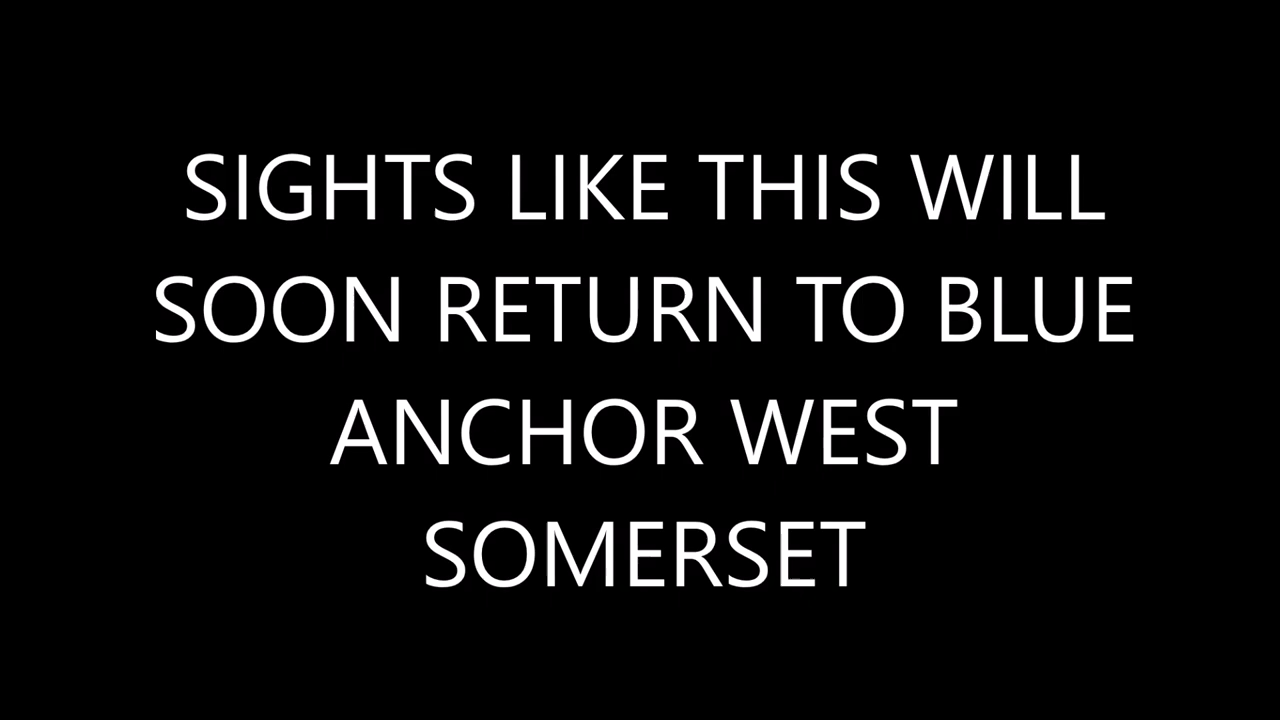 SIGHTS LIKE THIS WILL
SOON RETURN TO BLUE
ANCHOR WEST
SOMERSET